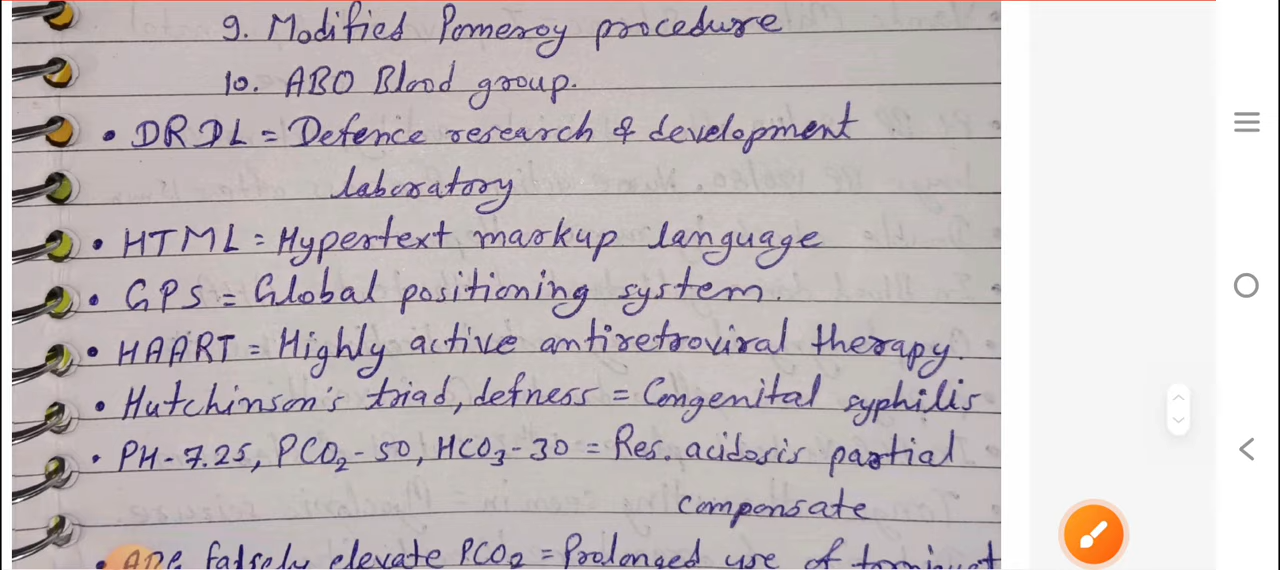 9. Modified Pomeroy procedure
10. ABO Blood group.
• DRDL = Defence research & development
laboratory
• HTML = Hypertext markup language
• GPS = Global positioning system.
• HAART = Highly active antiretroviral therapy.
• Hutchinson's triad, defness = Congenital syphilis
• PH - 7.25, PCO₂ - 50, HCO₃ - 30 = Res. acidosis partial
compensate
falsely elevate PCO₂ = Prolonged use of